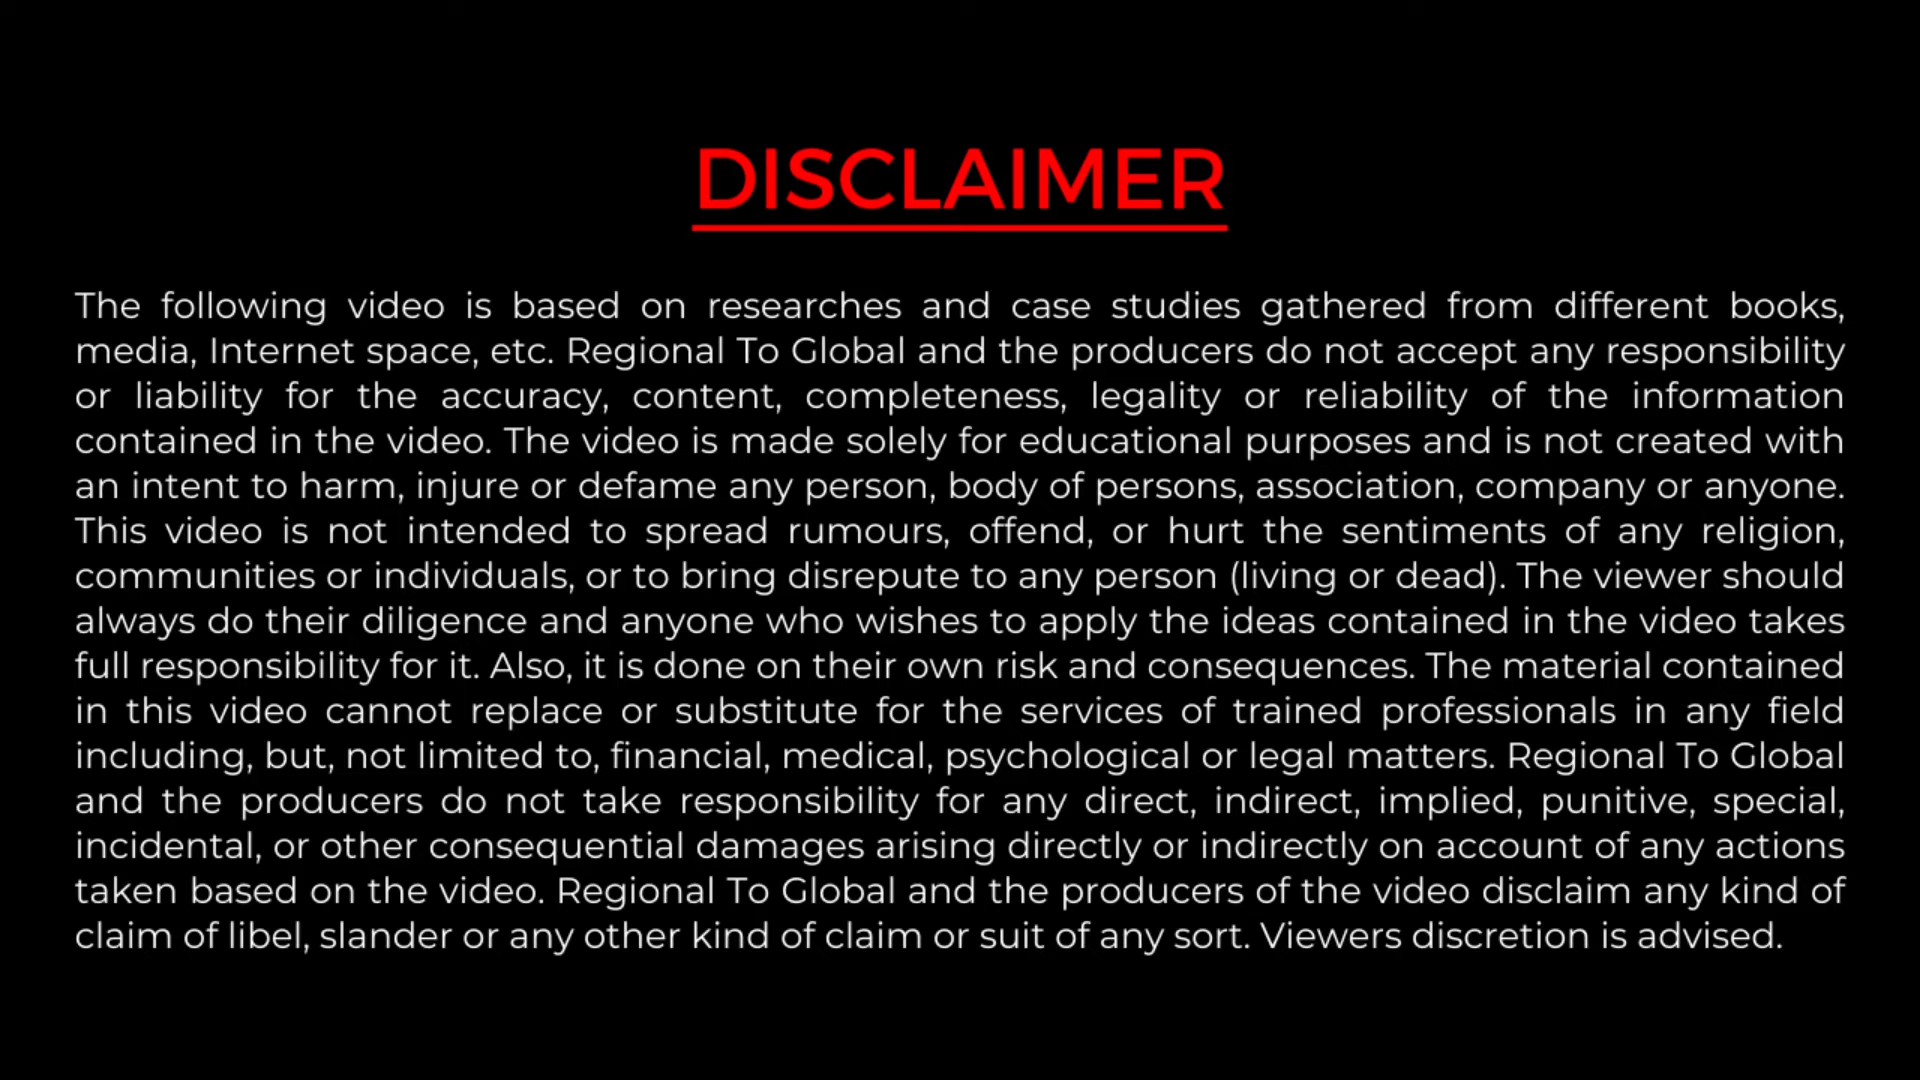 DISCLAIMER
The following video is based on researches and case studies gathered from different books,
media, Internet space, etc. Regional To Global and the producers do not accept any responsibility
or liability for the accuracy, content, completeness, legality or reliability of the information
contained in the video. The video is made solely for educational purposes and is not created with
an intent to harm, injure or defame any person, body of persons, association, company or anyone.
This video is not intended to spread rumours, offend, or hurt the sentiments of any religion,
communities or individuals, or to bring disrepute to any person (living or dead). The viewer should
always do their diligence and anyone who wishes to apply the ideas contained in the video takes
full responsibility for it. Also, it is done on their own risk and consequences. The material contained
in this video cannot replace or substitute for the services of trained professionals in any field
including, but, not limited to, financial, medical, psychological or legal matters. Regional To Global
and the producers do not take responsibility for any direct, indirect, implied, punitive, special,
incidental, or other consequential damages arising directly or indirectly on account of any actions
taken based on the video. Regional To Global and the producers of the video disclaim any kind of
claim of libel, slander or any other kind of claim or suit of any sort. Viewers discretion is advised.